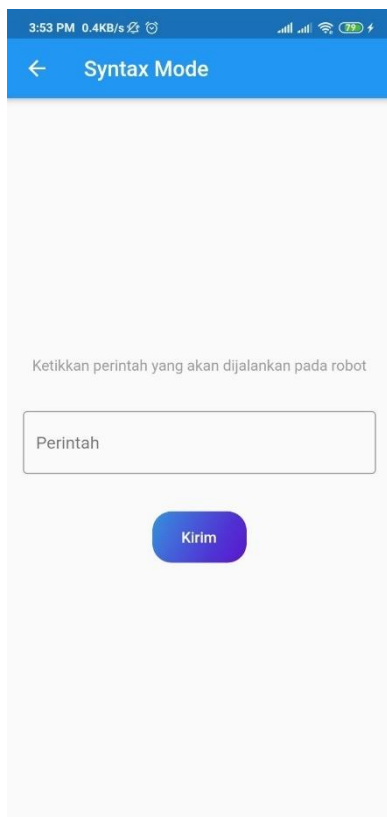 3:53 PM 0.4KB/s 79
Syntax Mode
Ketikkan perintah yang akan dijalankan pada robot
Perintah
Kirim